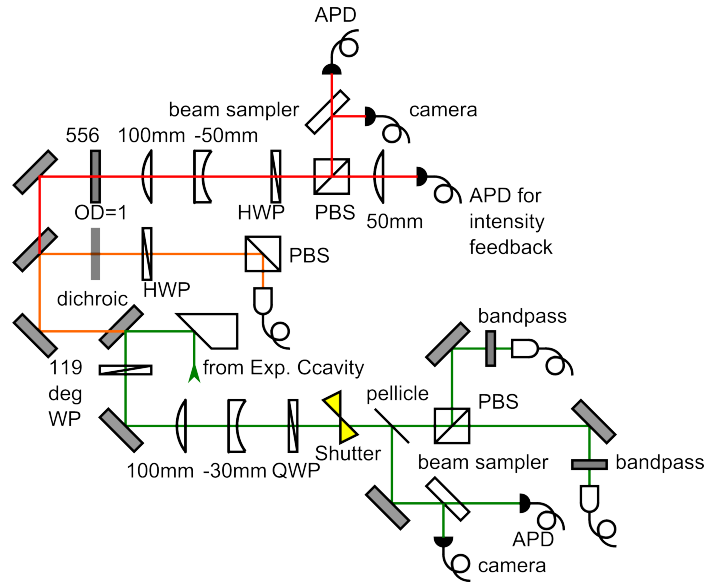 APD
beam sampler
camera
556
100mm
-50mm
OD=1
HWP
PBS
50mm
APD for
intensity
feedback
HWP
PBS
dichroic
119
deg
WP
from Exp. Ccavity
bandpass
pellicle
PBS
100mm
-30mm
QWP
Shutter
beam sampler
bandpass
APD
camera